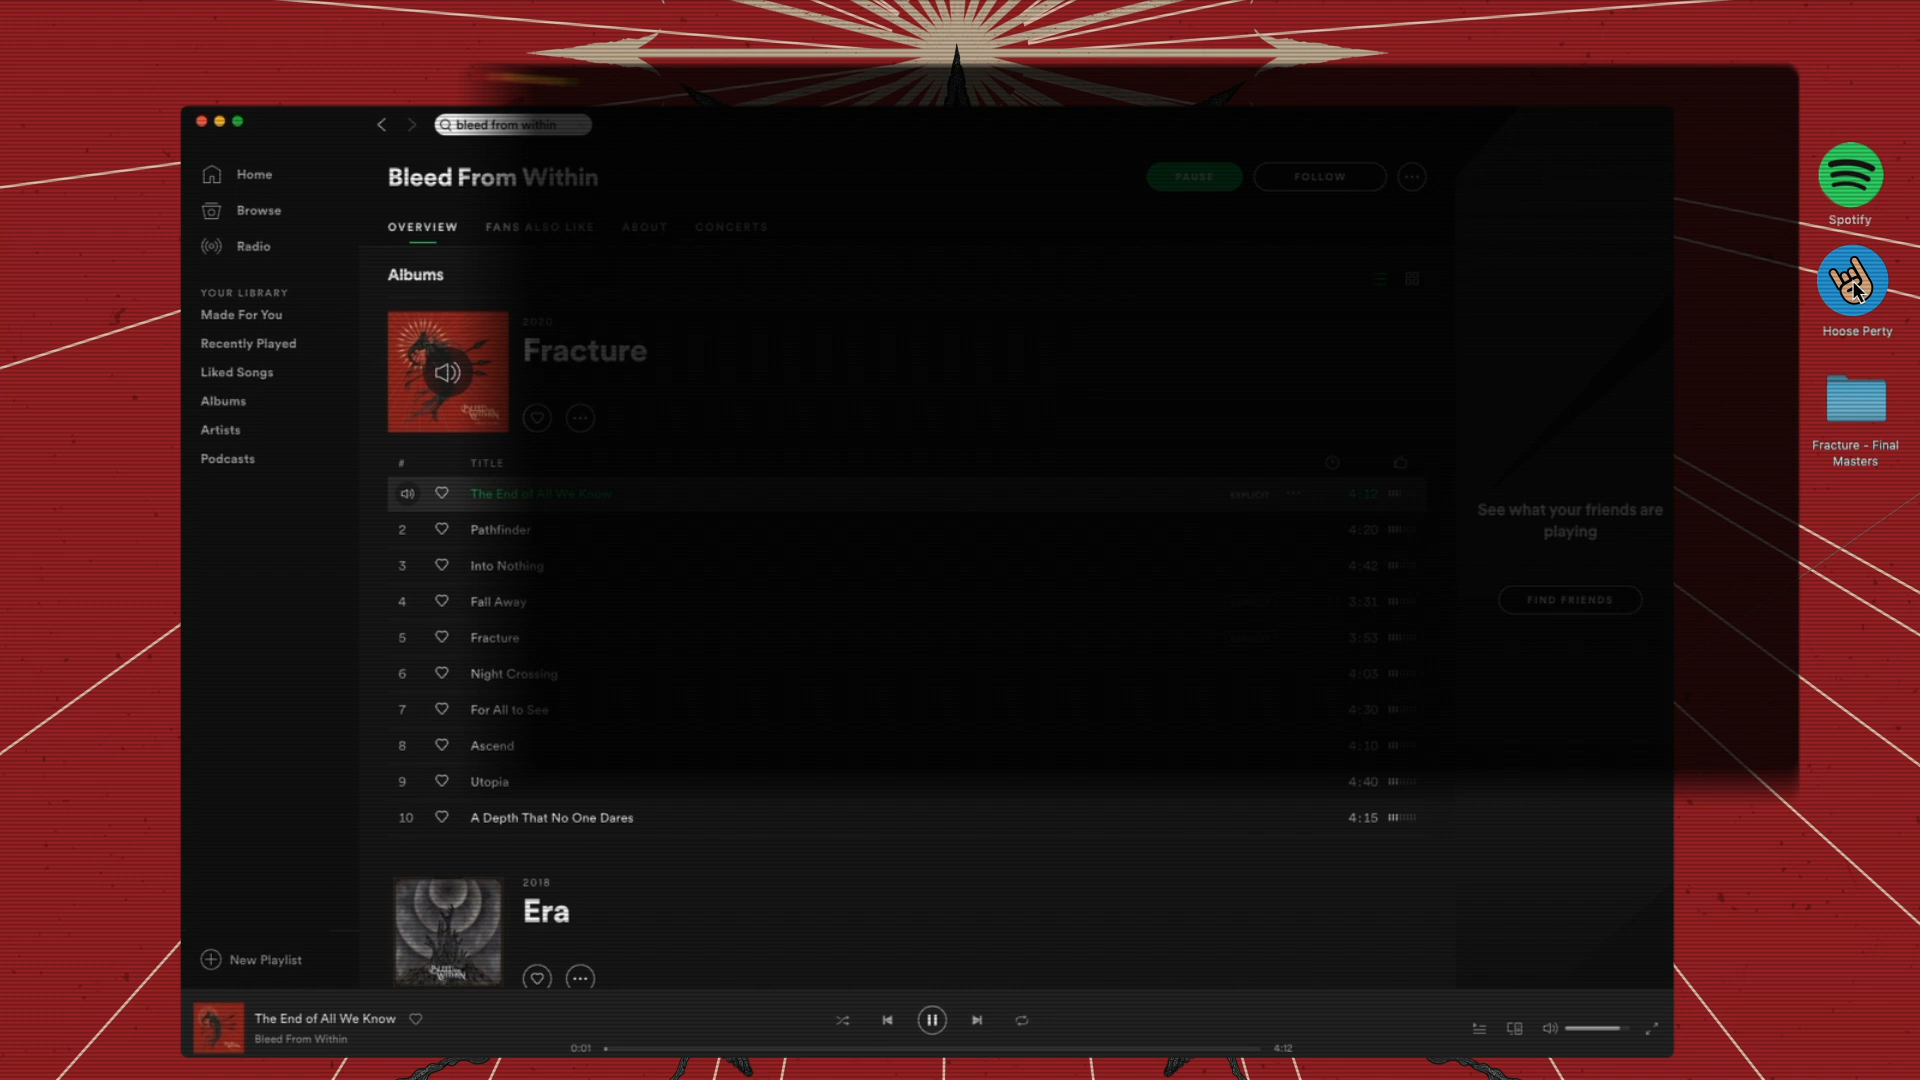 bleed from within
Home
Browse
Radio
YOUR LIBRARY
Made For You
Recently Played
Liked Songs
Albums
Artists
Podcasts
New Playlist
Bleed From Within
PAUSE
FOLLOW
OVERVIEW
FANS ALSO LIKE
ABOUT
CONCERTS
Albums
2020
Fracture
# TITLE
The End of All We Know EXPLICIT 4:12
2 Pathfinder 4:20
3 Into Nothing 4:42
4 Fall Away 3:31
5 Fracture 3:53
6 Night Crossing 4:03
7 For All to See 4:30
8 Ascend 4:10
9 Utopia 4:40
10 A Depth That No One Dares 4:15
2018
Era
See what your friends are
playing
FIND FRIENDS
The End of All We Know
Bleed From Within
0:01
4:12
Spotify
Hoose Perty
Fracture - Final
Masters